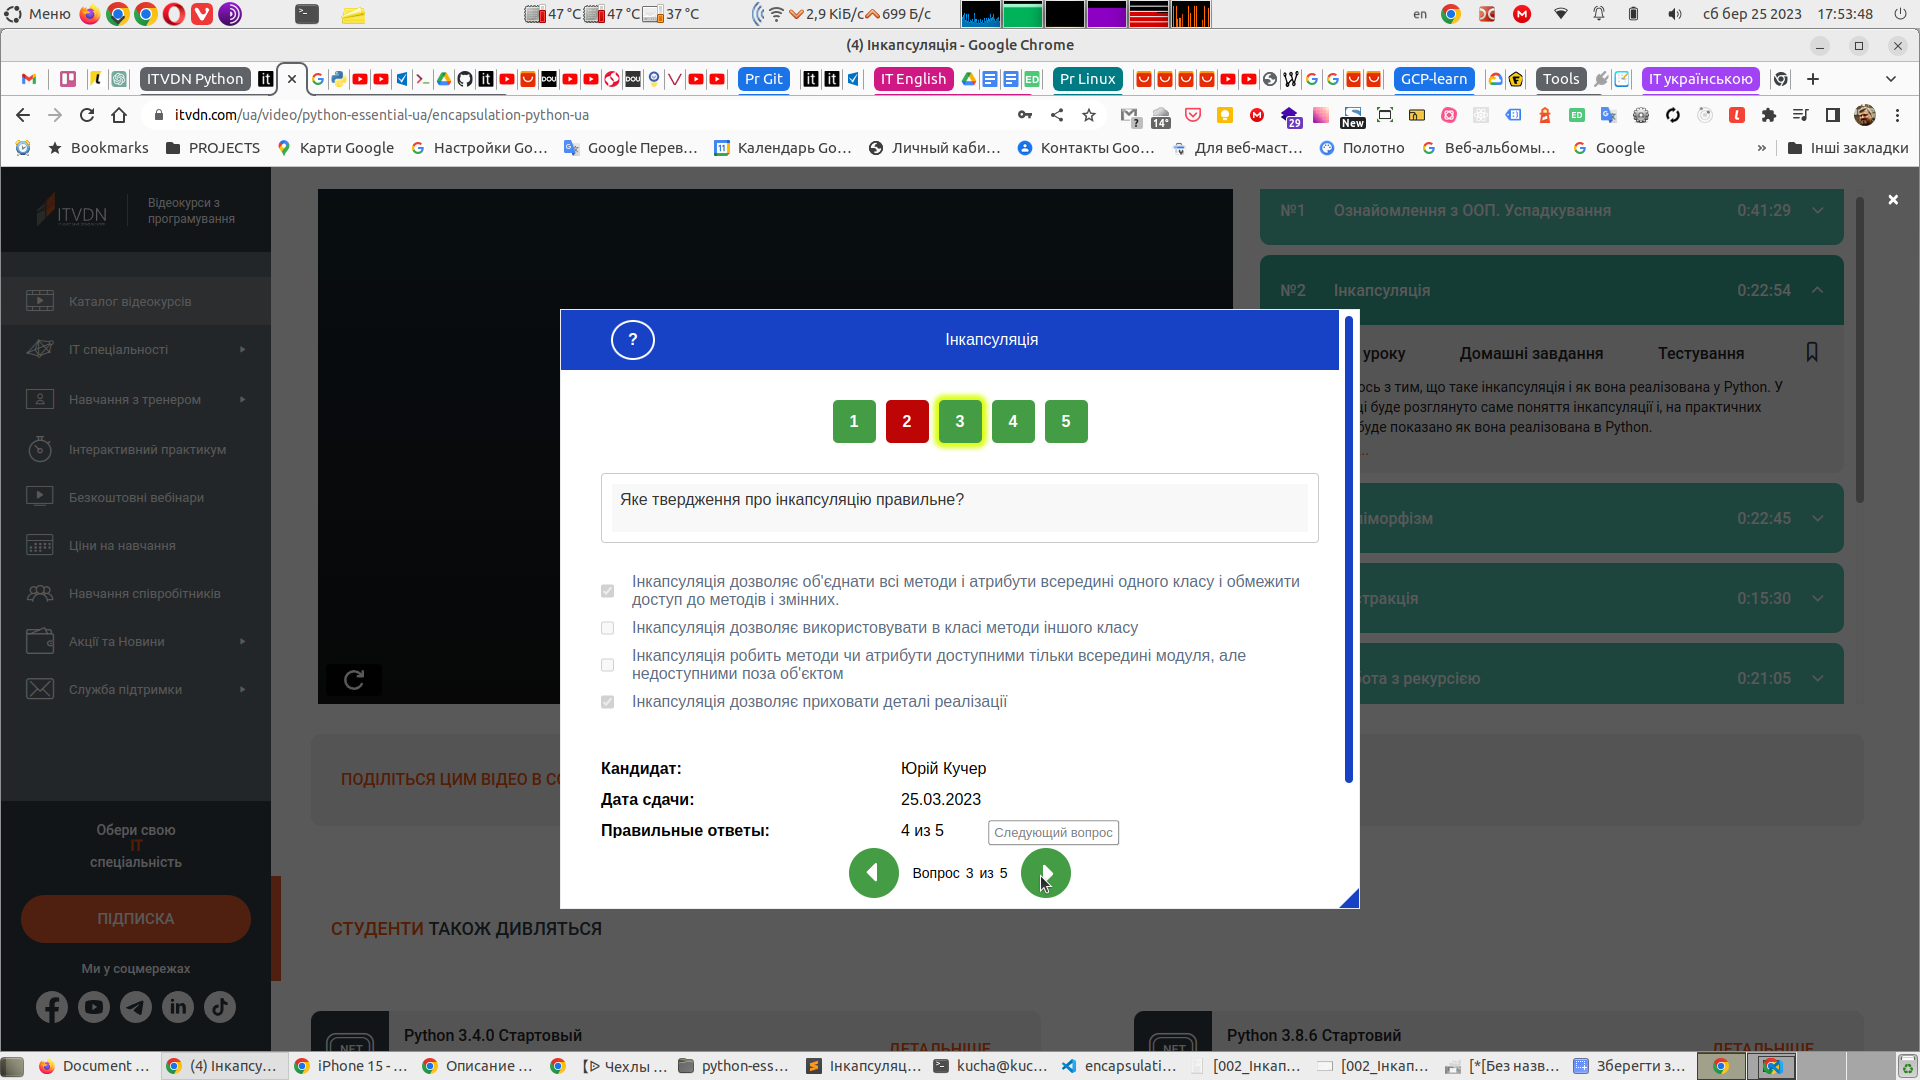 Меню
47 °C
47 °C
37 °C
2,9 KiБ/c
699 Б/c
en
сб бер 25 2023
17:53:48
(4) Інкапсуляція - Google Chrome
ITVDN Python
Pr Git
IT English
Pr Linux
GCP-learn
Tools
IT українською
itvdn.com/ua/video/python-essential-ua/encapsulation-python-ua
14°
29
New
Bookmarks
PROJECTS
Карти Google
Настройки Go…
Google Перев…
Календарь Go…
Личный каби…
Контакты Goo…
Для веб-маст…
Полотно
Веб-альбомы…
Google
»
Інші закладки
ITVDN
Відеокурси з
програмування
Каталог відеокурсів
IT спеціальності
Навчання з тренером
Інтерактивний практикум
Безкоштовні вебінари
Ціни на навчання
Навчання співробітників
Акції та Новини
Служба підтримки
Обери свою
IT
спеціальність
ПІДПИСКА
Ми у соцмережах
№1 Ознайомлення з ООП. Успадкування 0:41:29
№2 Інкапсуляція 0:22:54
уроку Домашні завдання Тестування
ось з тим, що таке інкапсуляція і як вона реалізована у Python. У
ці буде розглянуто саме поняття інкапсуляції і, на практичних
буде показано як вона реалізована в Python.
ліморфізм 0:22:45
стракція 0:15:30
бота з рекурсією 0:21:05
?
Інкапсуляція
1 2 3 4 5
Яке твердження про інкапсуляцію правильне?
Інкапсуляція дозволяє об'єднати всі методи і атрибути всередині одного класу і обмежити
доступ до методів і змінних.
Інкапсуляція дозволяє використовувати в класі методи іншого класу
Інкапсуляція робить методи чи атрибути доступними тільки всередині модуля, але
недоступними поза об'єктом
Інкапсуляція дозволяє приховати деталі реалізації
Кандидат: Юрій Кучер
Дата сдачи: 25.03.2023
Правильные ответы: 4 из 5
Следующий вопрос
Вопрос 3 из 5
ПОДІЛІТЬСЯ ЦИМ ВІДЕО В СО
СТУДЕНТИ ТАКОЖ ДИВЛЯТЬСЯ
.NET
Python 3.4.0 Стартовый
ДЕТАЛЬНІШЕ
.NET
Python 3.8.6 Стартовий
ДЕТАЛЬНІШЕ
Document …
(4) Інкапсу…
iPhone 15 -…
Описание …
Чехлы …
python-ess…
Інкапсуляц…
kucha@kuc…
encapsulati…
[002_Інкап…
[002_Інкап…
[*[Без назв…
Зберегти з…